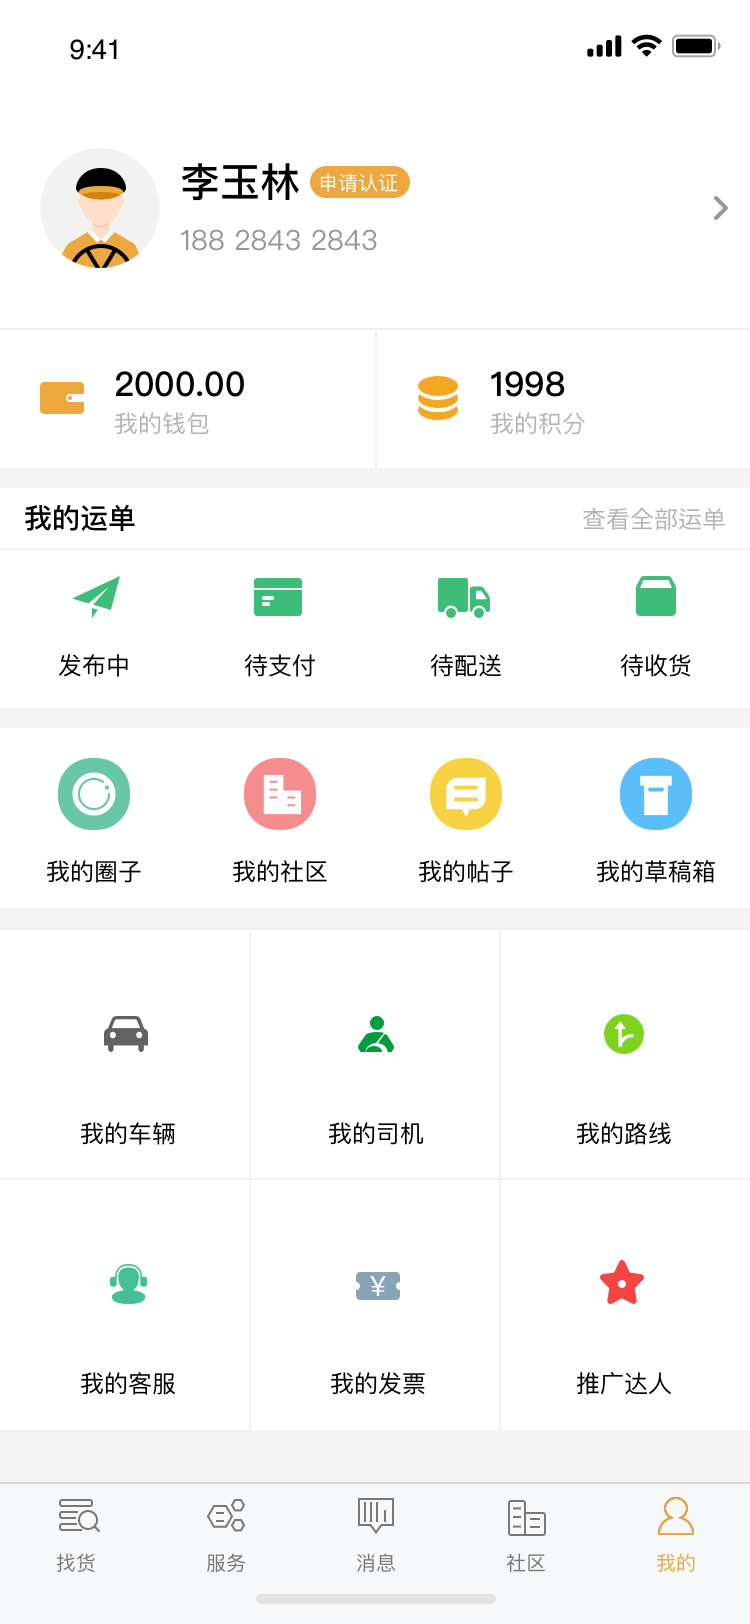 9:41
李玉林 申请认证
188 2843 2843
2000.00
我的钱包
1998
我的积分
我的运单 查看全部运单
发布中 待支付 待配送 待收货
我的圈子 我的社区 我的帖子 我的草稿箱
我的车辆 我的司机 我的路线
¥
我的客服 我的发票 推广达人
找货 服务 消息 社区 我的